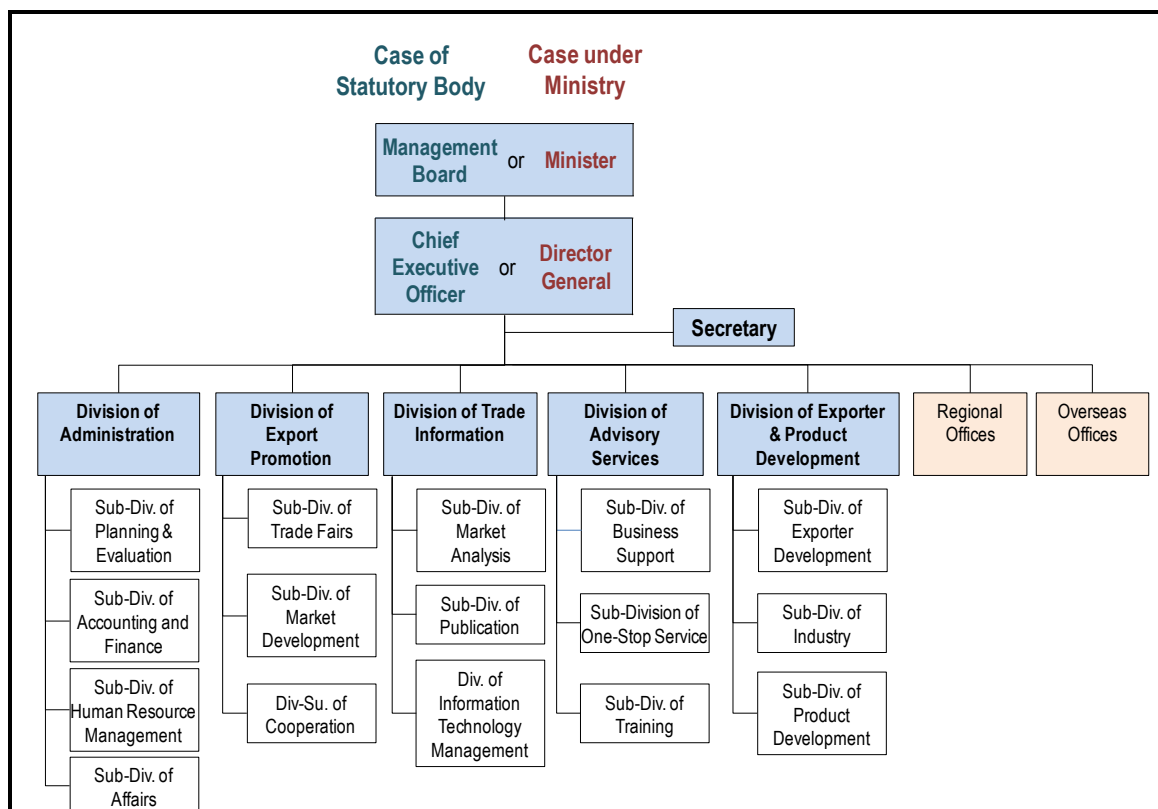 Case of
Statutory Body
Case under
Ministry
Management
Board
or
Minister
Chief
Executive
Officer
or
Director
General
Secretary
Division of
Administration
Division of
Export
Promotion
Division of Trade
Information
Division of
Advisory
Services
Division of Exporter
& Product
Development
Regional
Offices
Overseas
Offices
Sub-Div. of
Planning &
Evaluation
Sub-Div. of
Accounting and
Finance
Sub-Div. of
Human Resource
Management
Sub-Div. of
Affairs
Sub-Div. of
Trade Fairs
Sub-Div. of
Market
Development
Div-Su. of
Cooperation
Sub-Div. of
Market
Analysis
Sub-Div. of
Publication
Div. of
Information
Technology
Management
Sub-Div. of
Business
Support
Sub-Division of
One-Stop Service
Sub-Div. of
Training
Sub-Div. of
Exporter
Development
Sub-Div. of
Industry
Sub-Div. of
Product
Development